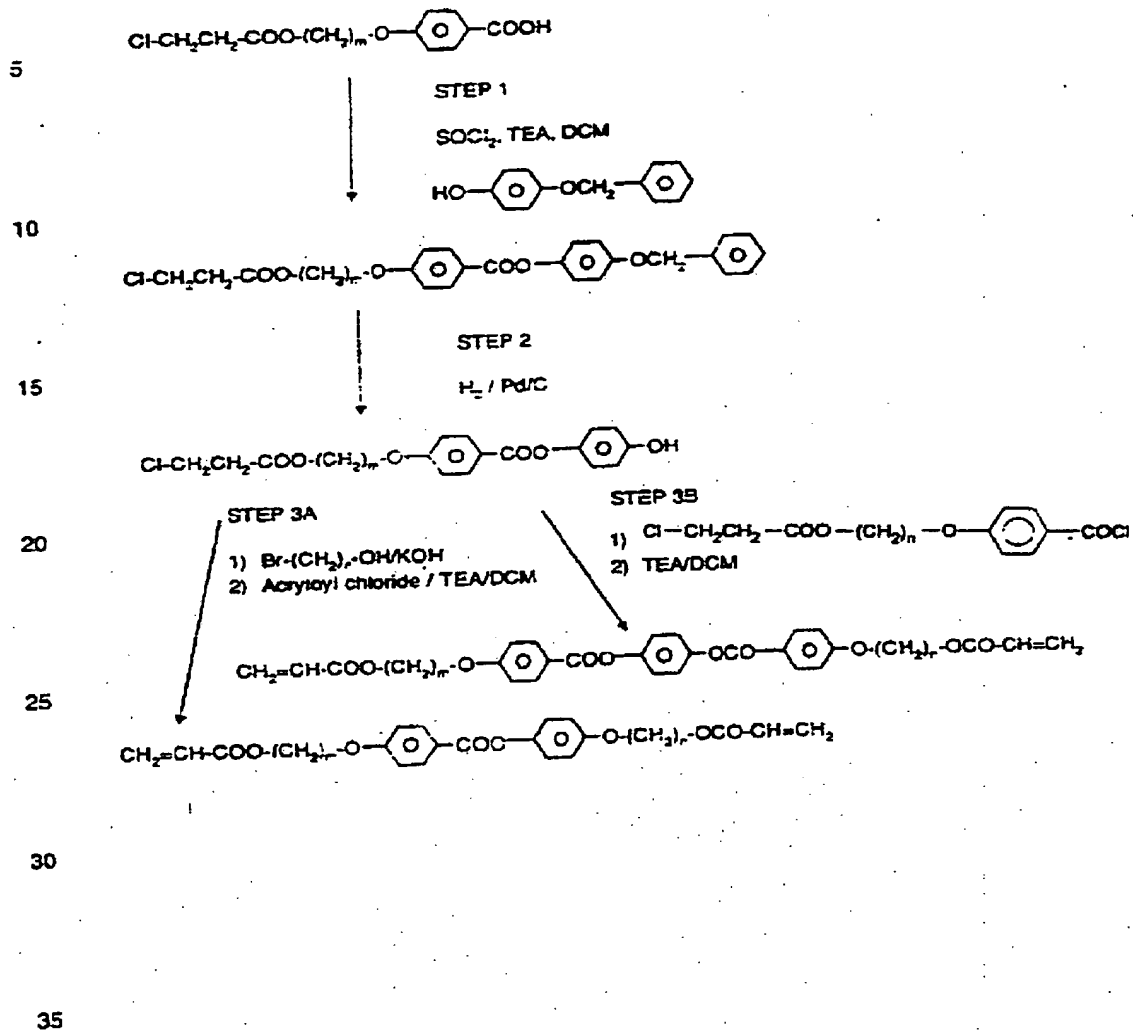 Cl-CH₂CH₂-COO-(CH₂)ₘ-O- -COOH
5
STEP 1
SOCl₂, TEA, DCM
HO- O -OCH₂- O
10
Cl-CH₂CH₂-COO-(CH₂)ᵣ-O- O -COO- O -OCH₂- O
STEP 2
15
H₂ / Pd/C
Cl-CH₂CH₂-COO-(CH₂)ₙ-O- O -COO- O -OH
STEP 3A
STEP 3B
20
1) Cl-CH₂CH₂-COO-(CH₂)ₙ-O- -COCl
2) TEA/DCM
1) Br-(CH₂)ᵣ-OH/KOH
2) Acryloyl chloride / TEA/DCM
CH₂=CH-COO-(CH₂)ₙ-O- O -COO- O -OCO- O -O-(CH₂)ᵣ-OCO-CH=CH₂
25
CH₂=CH-COO-(CH₂)ᵣ-O- O -COC- O -O-(CH₂)ᵣ-OCO-CH=CH₂
30
35